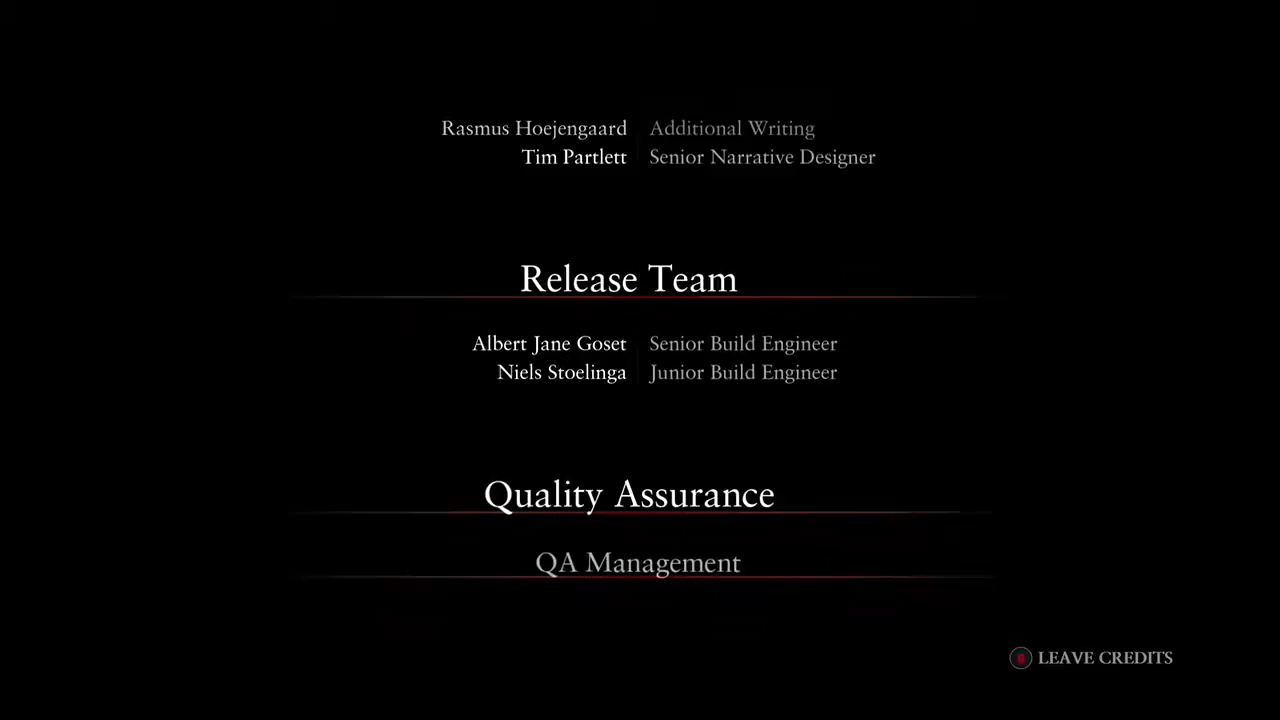 Rasmus Hoejengaard Additional Writing
Tim Partlett Senior Narrative Designer
Release Team
Albert Jane Goset Senior Build Engineer
Niels Stoelinga Junior Build Engineer
Quality Assurance
QA Management
B LEAVE CREDITS